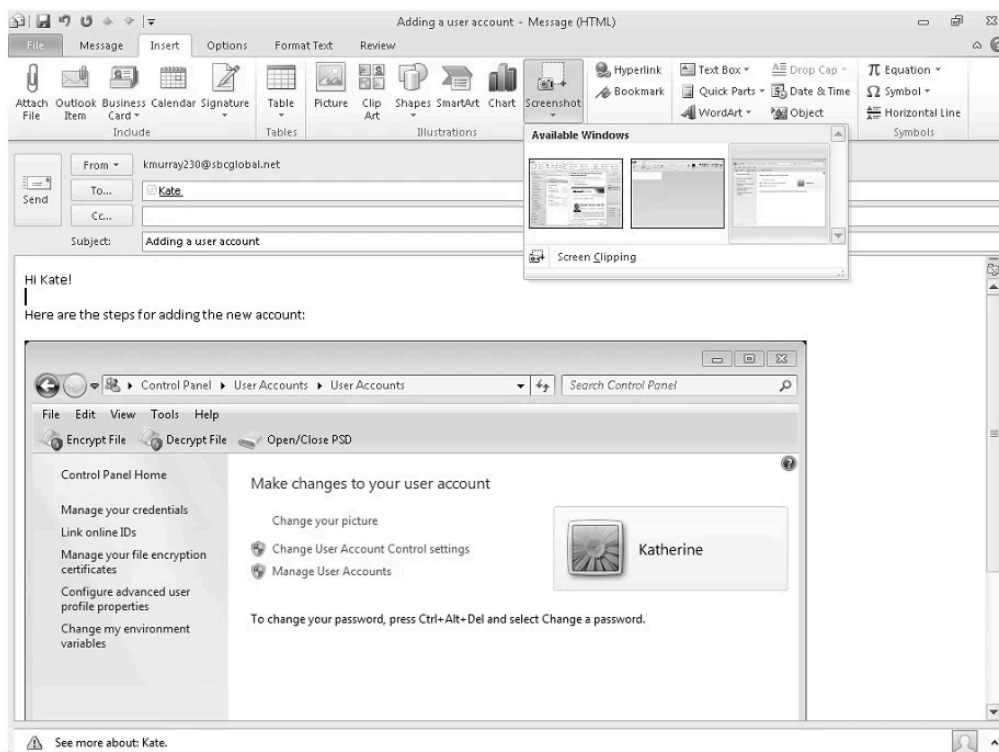 Adding a user account - Message (HTML)
File Message Insert Options Format Text Review
Attach File
Outlook Item
Business Card
Calendar
Signature
Include
Table
Tables
Picture
Clip Art
Shapes
SmartArt
Chart
Screenshot
Illustrations
Hyperlink
Bookmark
Text Box
Quick Parts
WordArt
Drop Cap
Date & Time
Object
Equation
Symbol
Horizontal Line
Symbols
Available Windows
Screen Clipping
Send
From kmurray230@sbcglobal.net
To... Kate
Cc...
Subject: Adding a user account
Hi Kate!
Here are the steps for adding the new account:
Control Panel User Accounts User Accounts
Search Control Panel
File Edit View Tools Help
Encrypt File Decrypt File Open/Close PSD
Control Panel Home
Manage your credentials
Link online IDs
Manage your file encryption
certificates
Configure advanced user
profile properties
Change my environment
variables
Make changes to your user account
Change your picture
Change User Account Control settings
Manage User Accounts
Katherine
To change your password, press Ctrl+Alt+Del and select Change a password.
See more about: Kate.